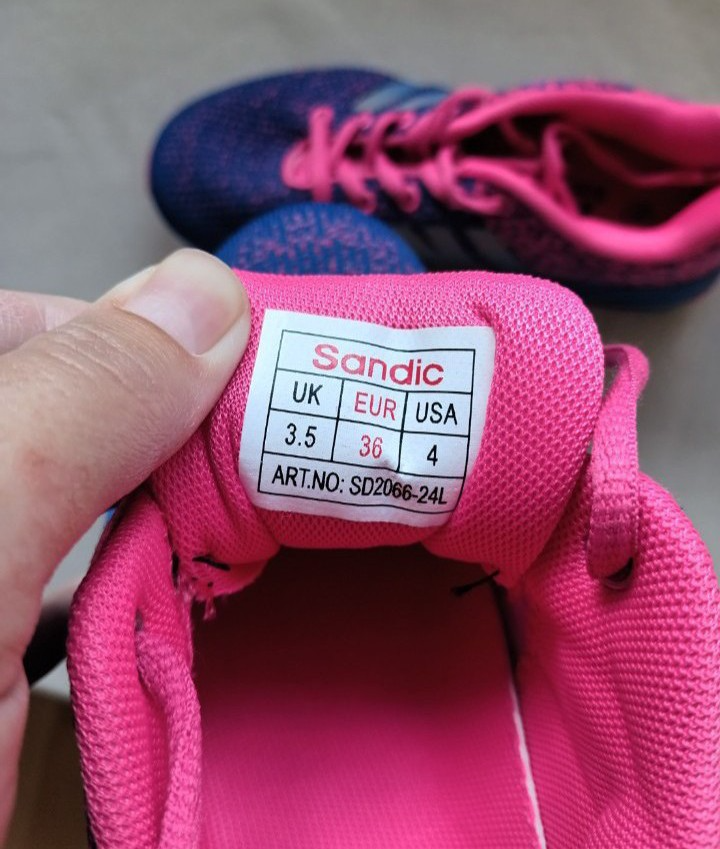 Sandic
UK EUR USA
3.5 36 4
ART.NO: SD2066-24L